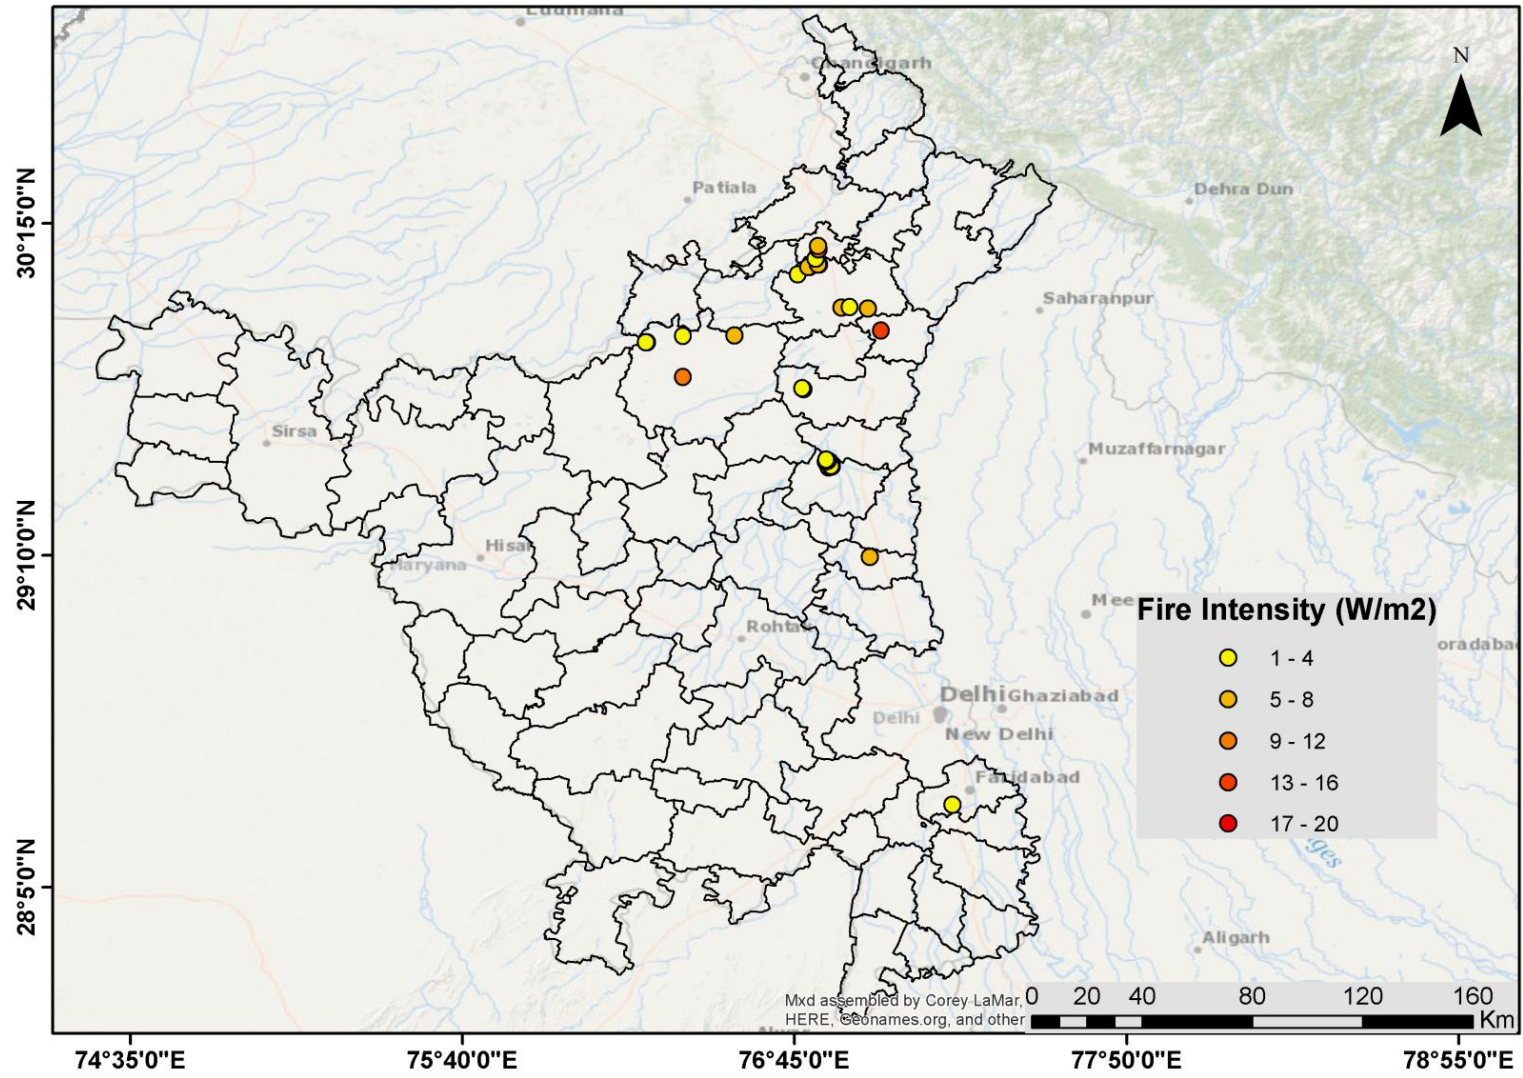 Ludhiana
Chandigarh
N
Patiala
Dehra Dun
30°15'0"N
Saharanpur
Sirsa
Muzaffarnagar
Hisar
Haryana
29°10'0"N
Rohtak
Mee
Fire Intensity (W/m2)
oradabad
1 - 4
5 - 8
9 - 12
13 - 16
17 - 20
Delhi
Ghaziabad
Delhi
New Delhi
Faridabad
nges
28°5'0"N
Aligarh
Mxd assembled by Corey LaMar,
HERE, Geonames.org, and other
Alwar
0 20 40 80 120 160
Km
74°35'0"E 75°40'0"E 76°45'0"E 77°50'0"E 78°55'0"E